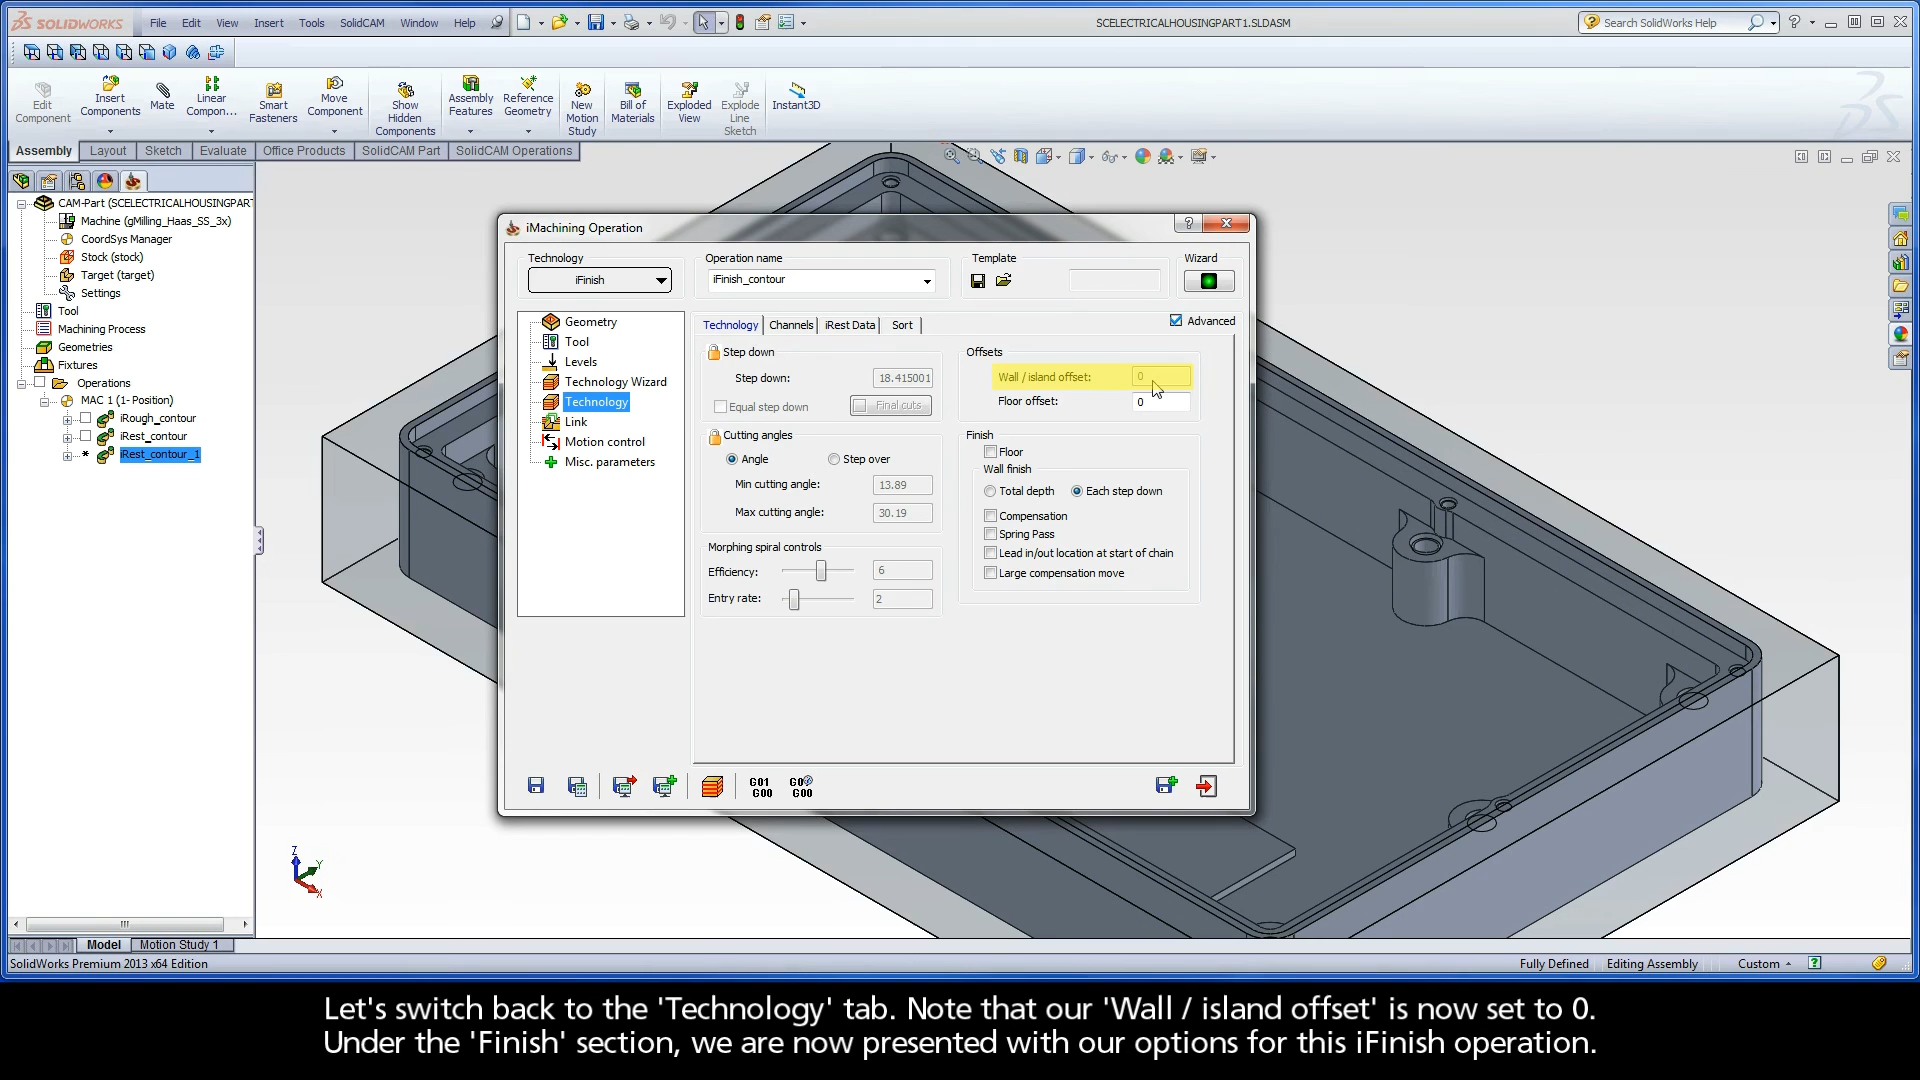 SOLIDWORKS File Edit View Insert Tools SolidCAM Window Help SCELECTRICALHOUSINGPART1.SLDASM Search SolidWorks Help
Edit Component
Insert Components
Mate
Linear Compon...
Smart Fasteners
Move Component
Show Hidden Components
Assembly Features
Reference Geometry
New Motion Study
Bill of Materials
Exploded View
Explode Line Sketch
Instant3D
Assembly Layout Sketch Evaluate Office Products SolidCAM Part SolidCAM Operations
CAM-Part (SCELECTRICALHOUSINGPART
Machine (gMilling_Haas_SS_3x)
CoordSys Manager
Stock (stock)
Target (target)
Settings
Tool
Machining Process
Geometries
Fixtures
Operations
MAC 1 (1- Position)
iRough_contour
iRest_contour
* iRest_contour_1
iMachining Operation
Technology
iFinish
Operation name
iFinish_contour
Template
Wizard
Geometry
Tool
Levels
Technology Wizard
Technology
Link
Motion control
Misc. parameters
Technology Channels iRest Data Sort
Advanced
Step down
Step down: 18.415001
Equal step down Final cuts
Cutting angles
Angle Step over
Min cutting angle: 13.89
Max cutting angle: 30.19
Morphing spiral controls
Efficiency: 6
Entry rate: 2
Offsets
Wall / island offset: 0
Floor offset: 0
Finish
Floor
Wall finish
Total depth Each step down
Compensation
Spring Pass
Lead in/out location at start of chain
Large compensation move
G01 G00
G00
Z Y X
Model Motion Study 1
SolidWorks Premium 2013 x64 Edition Fully Defined Editing Assembly Custom
Let's switch back to the 'Technology' tab. Note that our 'Wall / island offset' is now set to 0.
Under the 'Finish' section, we are now presented with our options for this iFinish operation.